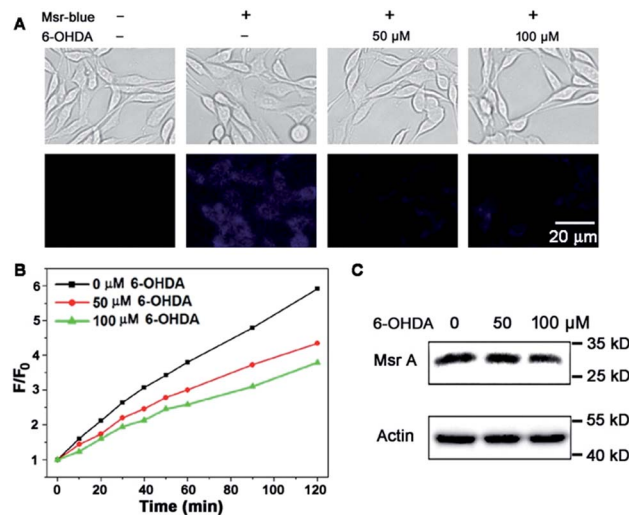 A
Msr-blue – + + +
6-OHDA – – 50 μM 100 μM
20 μm
B
0 μM 6-OHDA
50 μM 6-OHDA
100 μM 6-OHDA
F/F0
6
5
4
3
2
1
0 20 40 60 80 100 120
Time (min)
C
6-OHDA 0 50 100 μM
Msr A
35 kD
25 kD
Actin
55 kD
40 kD